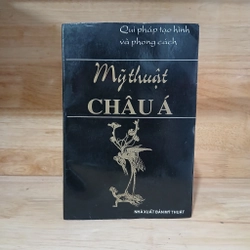 Qui pháp tạo hình
và phong cách
Mỹ thuật
CHÂU Á
NHÀ XUẤT BẢN MỸ THUẬT